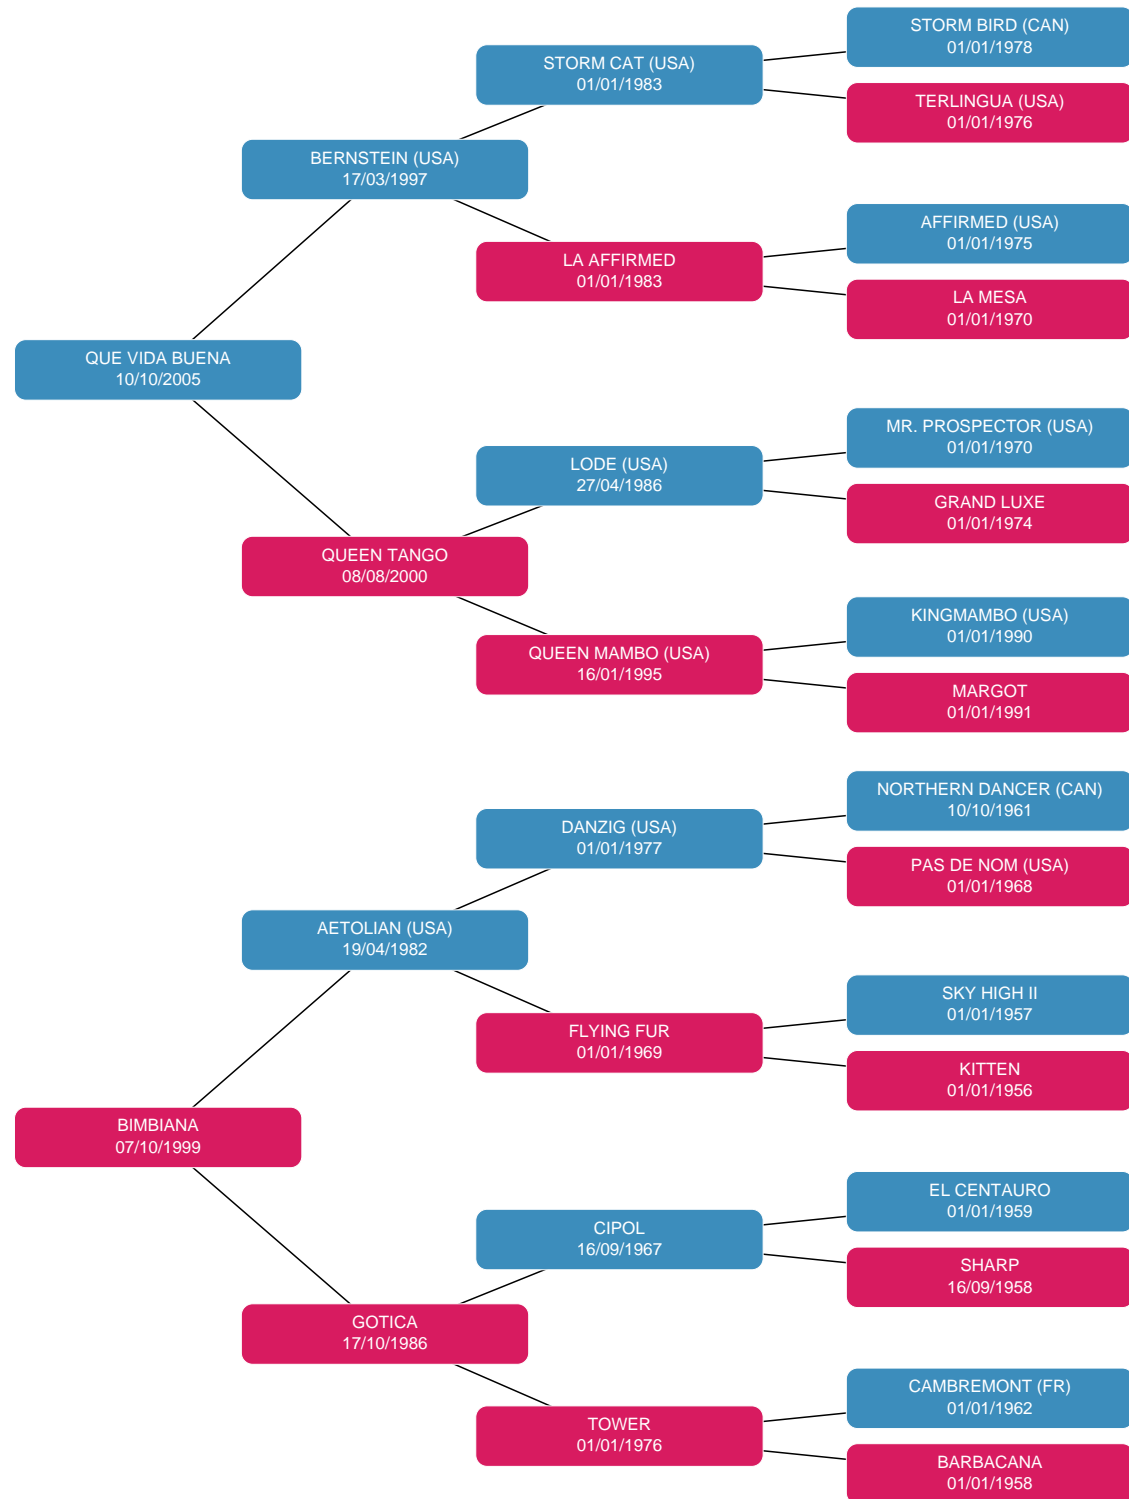 STORM BIRD (CAN)
01/01/1978
STORM CAT (USA)
01/01/1983
TERLINGUA (USA)
01/01/1976
BERNSTEIN (USA)
17/03/1997
AFFIRMED (USA)
01/01/1975
LA AFFIRMED
01/01/1983
LA MESA
01/01/1970
QUE VIDA BUENA
10/10/2005
MR. PROSPECTOR (USA)
01/01/1970
LODE (USA)
27/04/1986
GRAND LUXE
01/01/1974
QUEEN TANGO
08/08/2000
KINGMAMBO (USA)
01/01/1990
QUEEN MAMBO (USA)
16/01/1995
MARGOT
01/01/1991
NORTHERN DANCER (CAN)
10/10/1961
DANZIG (USA)
01/01/1977
PAS DE NOM (USA)
01/01/1968
AETOLIAN (USA)
19/04/1982
SKY HIGH II
01/01/1957
FLYING FUR
01/01/1969
KITTEN
01/01/1956
BIMBIANA
07/10/1999
EL CENTAURO
01/01/1959
CIPOL
16/09/1967
SHARP
16/09/1958
GOTICA
17/10/1986
CAMBREMONT (FR)
01/01/1962
TOWER
01/01/1976
BARBACANA
01/01/1958